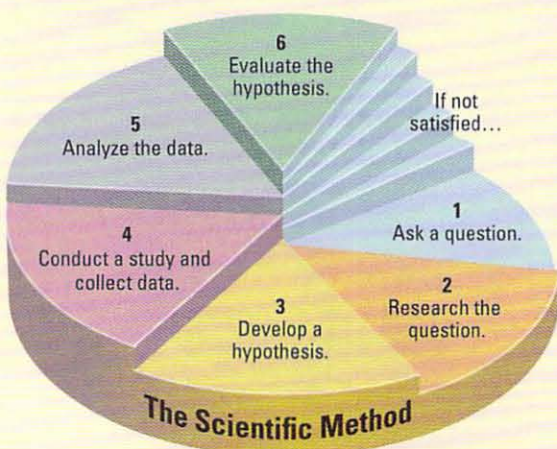 6
Evaluate the
hypothesis.
If not
satisfied...
5
Analyze the data.
1
Ask a question.
4
Conduct a study and
collect data.
2
Research the
question.
3
Develop a
hypothesis.
The Scientific Method